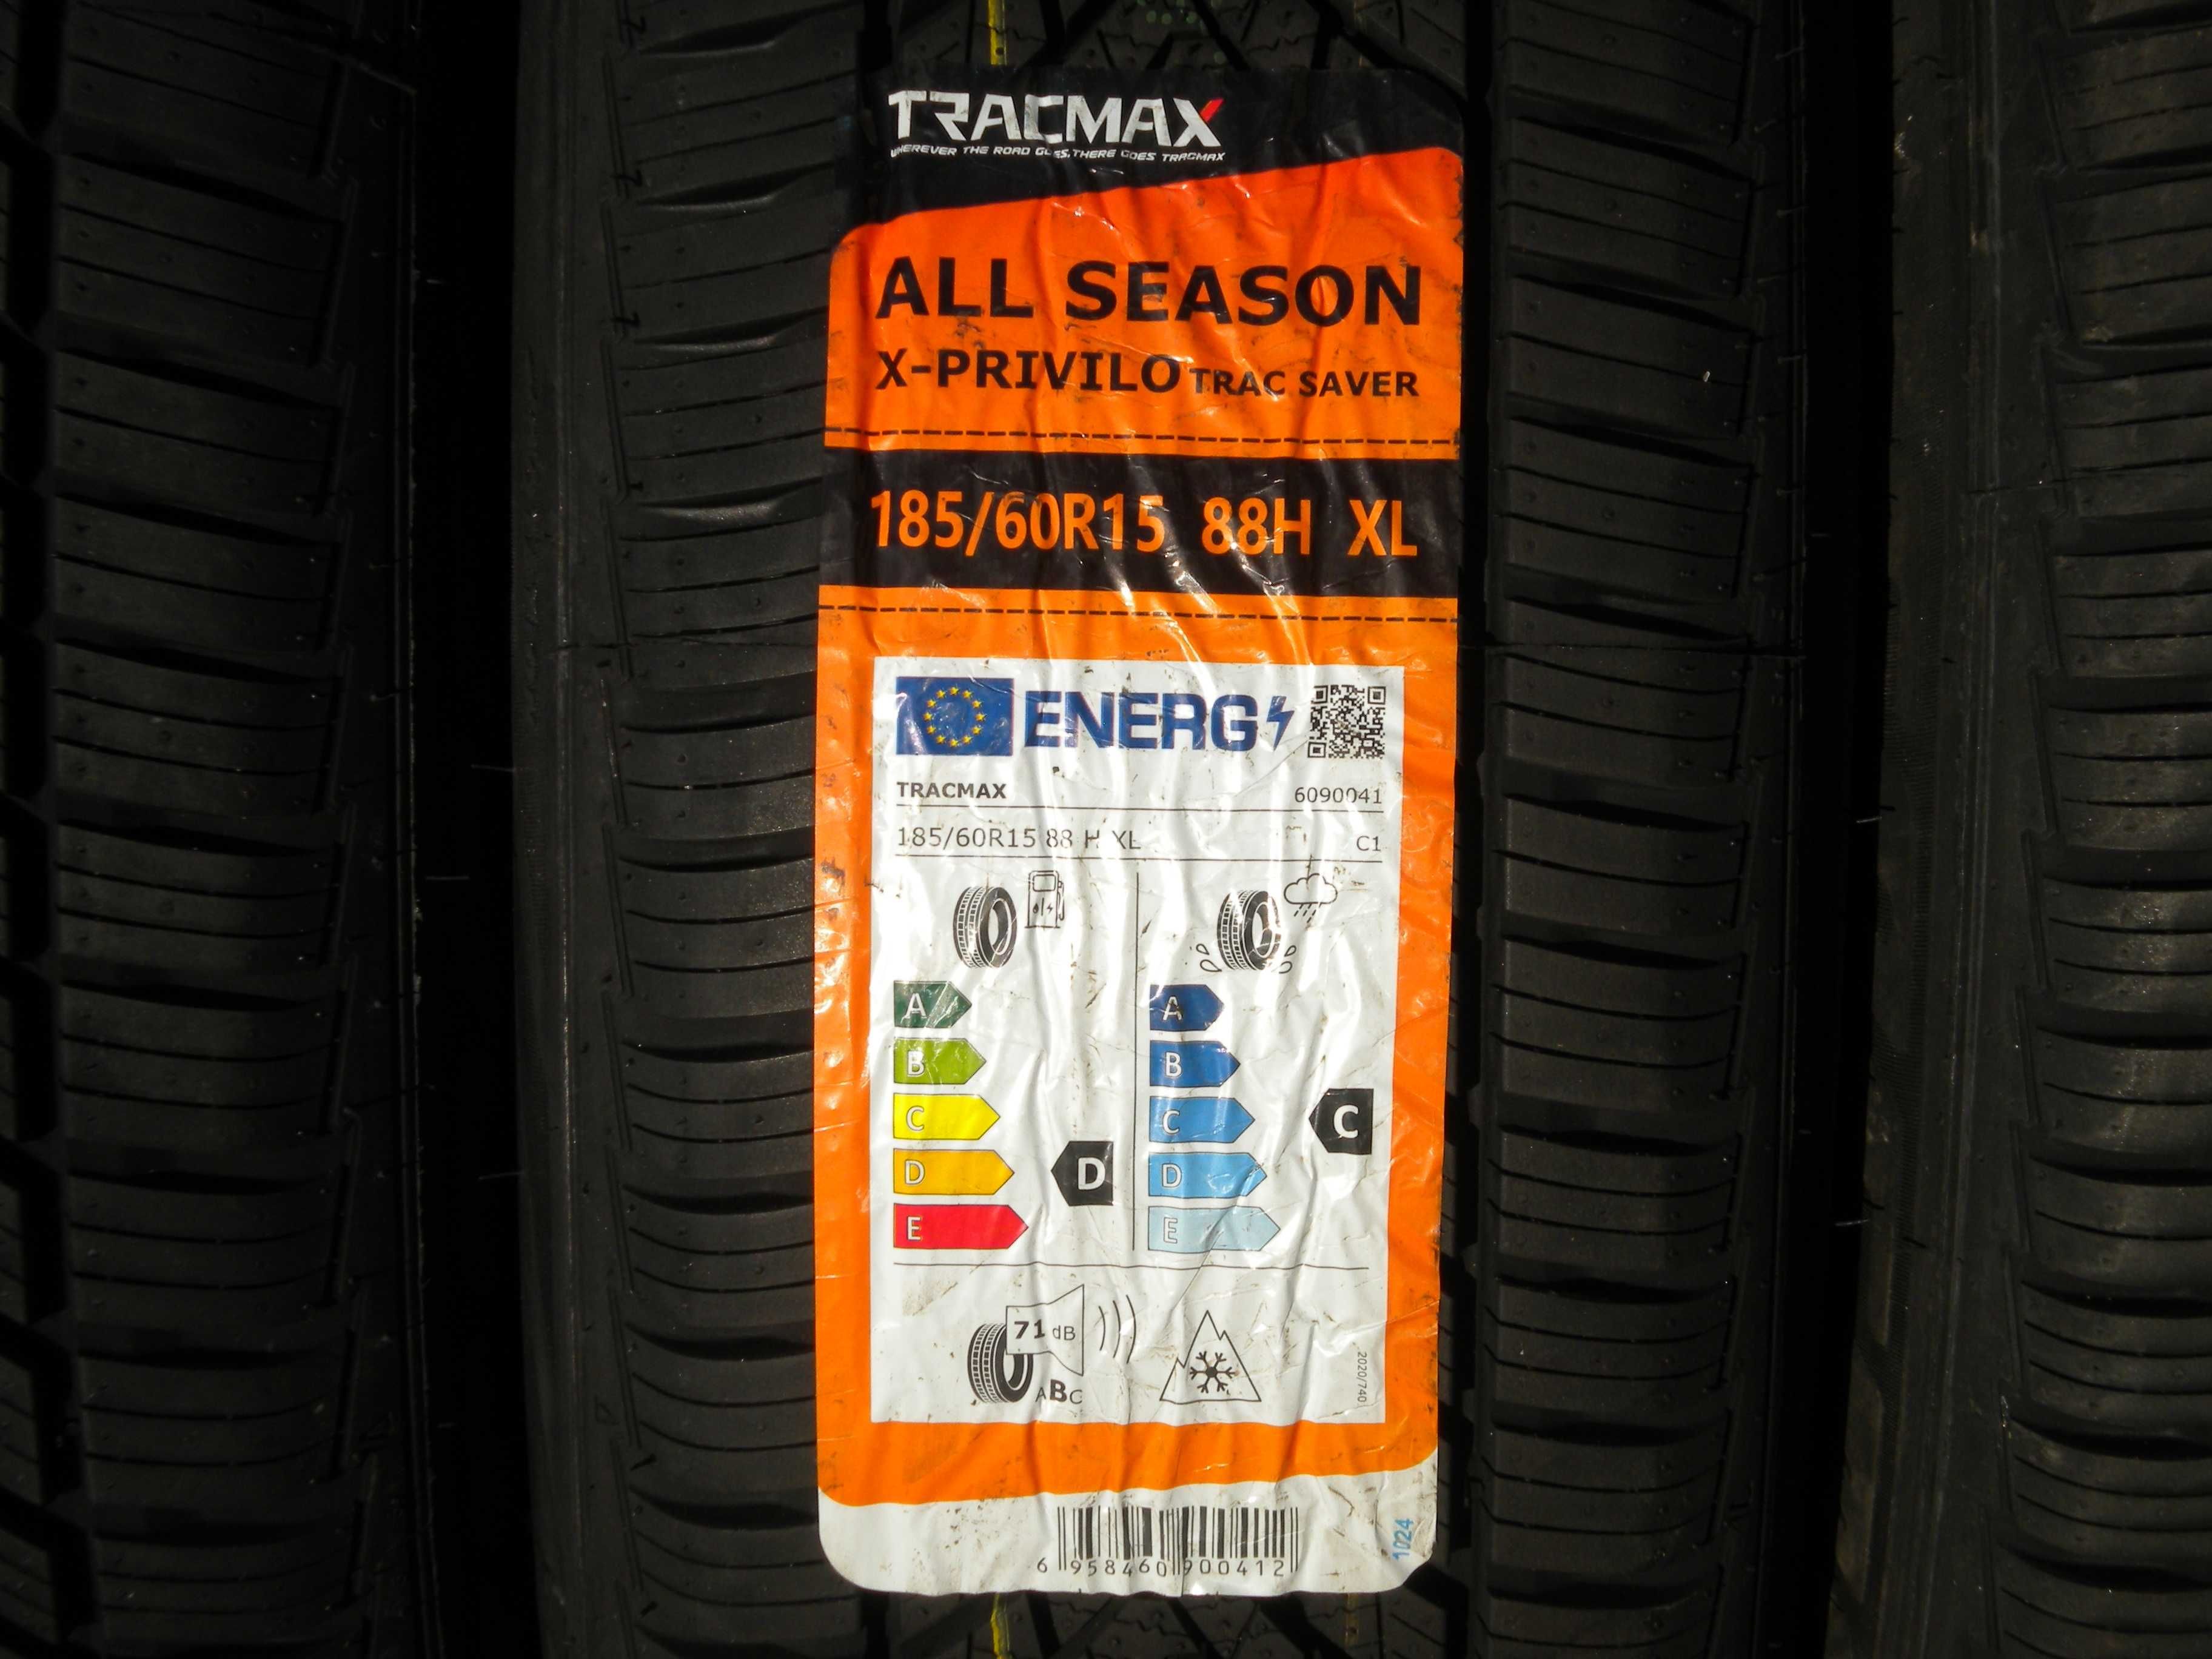 TRACMAX
WHEREVER THE ROAD GOES, THERE GOES TRACMAX
ALL SEASON
X-PRIVILO TRAC SAVER
185/60R15 88H XL
ENERG
TRACMAX 6090041
185/60R15 88 H XL C1
A A
B B
C C C
D D D
E E
71 dB
ABC
2020/740
1024
6 958460 900412